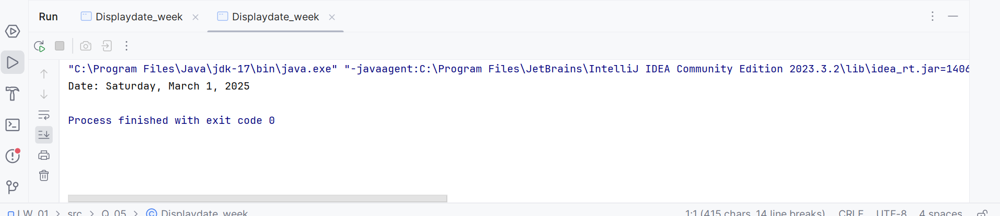 Run Displaydate_week Displaydate_week
"C:\Program Files\Java\jdk-17\bin\java.exe" "-javaagent:C:\Program Files\JetBrains\IntelliJ IDEA Community Edition 2023.3.2\lib\idea_rt.jar=1406
Date: Saturday, March 1, 2025
Process finished with exit code 0
LW_01 > src > Q_05 > Displaydate_week 1:1 (415 chars, 14 line breaks) CRLF UTF-8 4 spaces